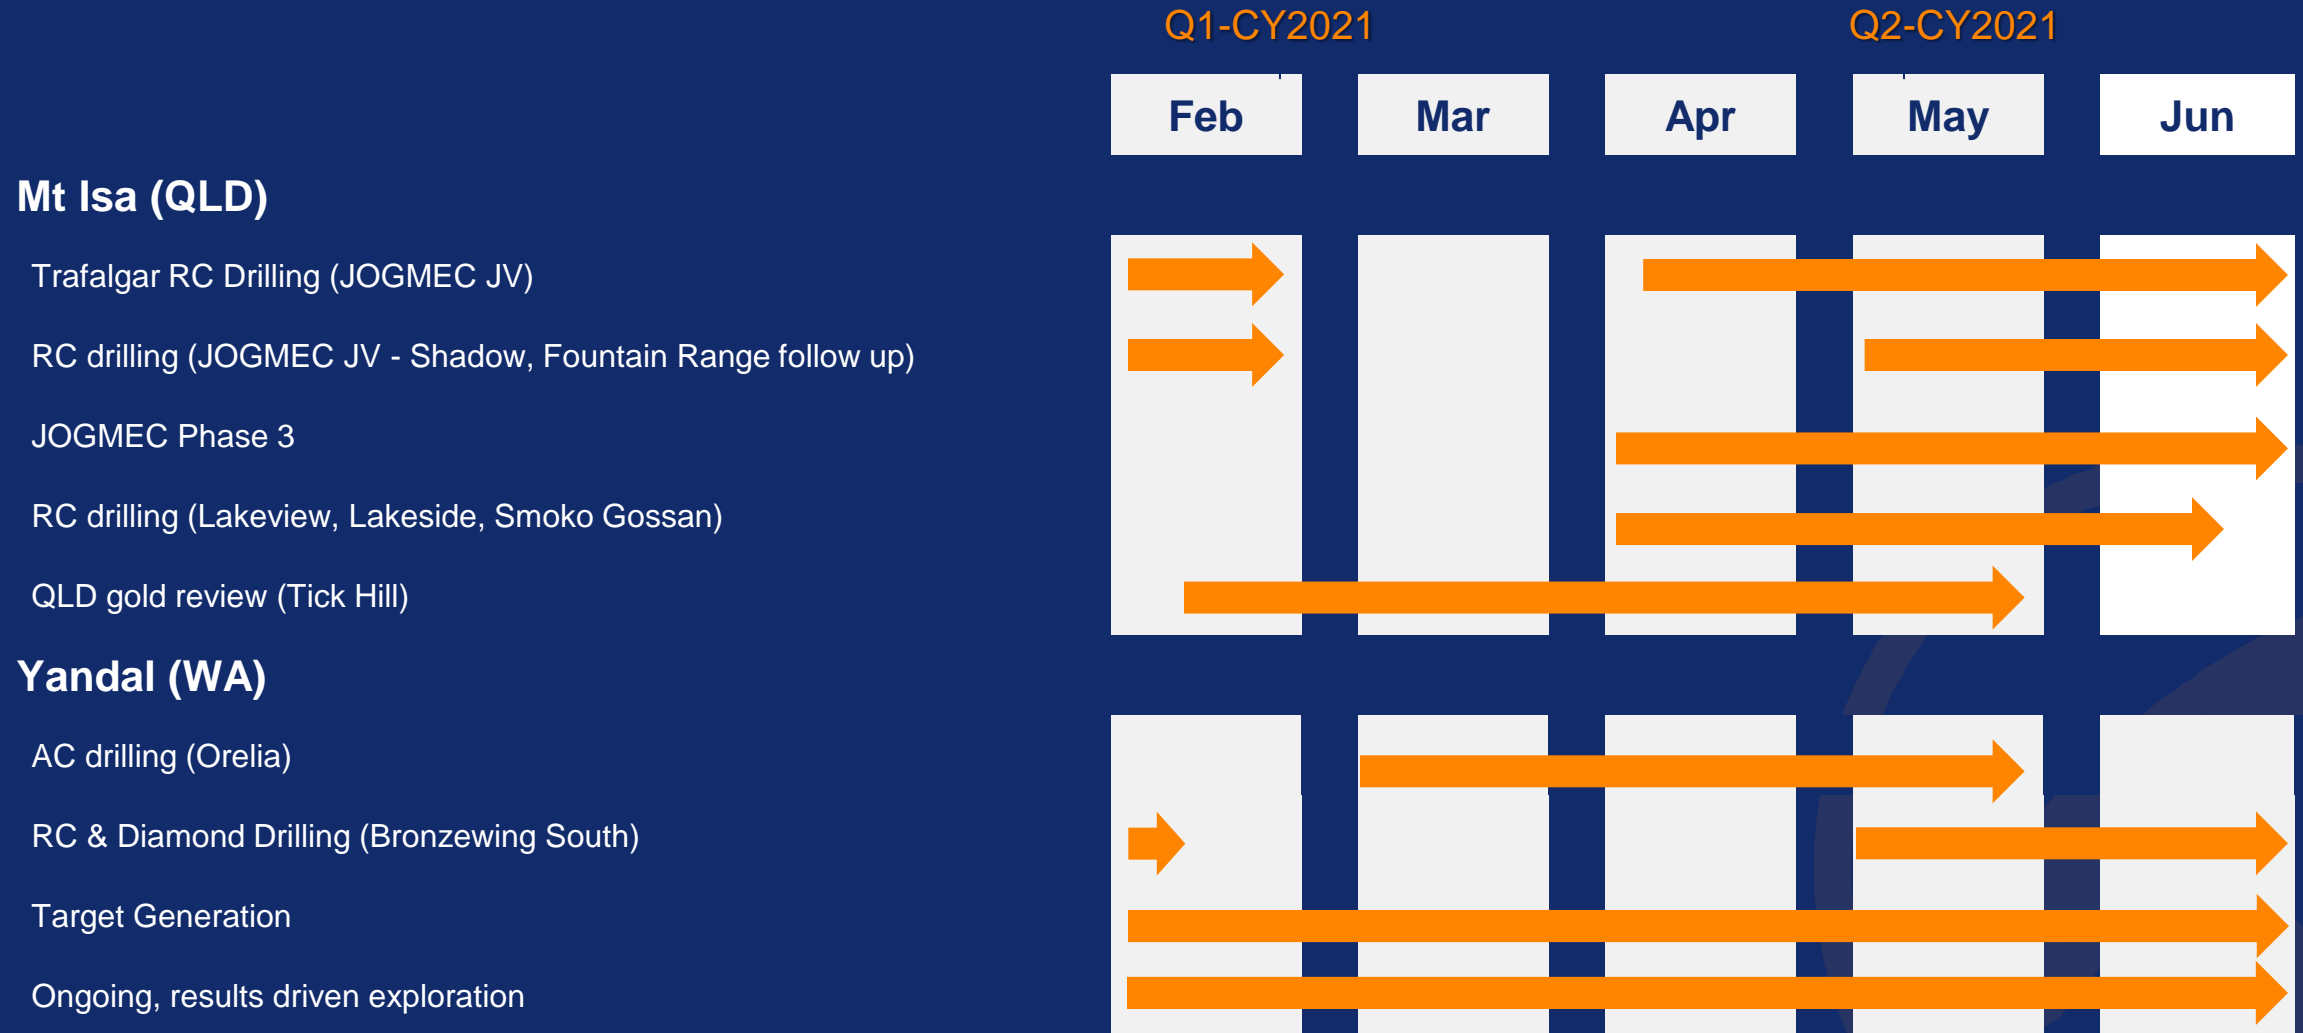 Q1-CY2021
Q2-CY2021
Feb
Mar
Apr
May
Jun
Mt Isa (QLD)
Trafalgar RC Drilling (JOGMEC JV)
RC drilling (JOGMEC JV - Shadow, Fountain Range follow up)
JOGMEC Phase 3
RC drilling (Lakeview, Lakeside, Smoko Gossan)
QLD gold review (Tick Hill)
Yandal (WA)
AC drilling (Orelia)
RC & Diamond Drilling (Bronzewing South)
Target Generation
Ongoing, results driven exploration